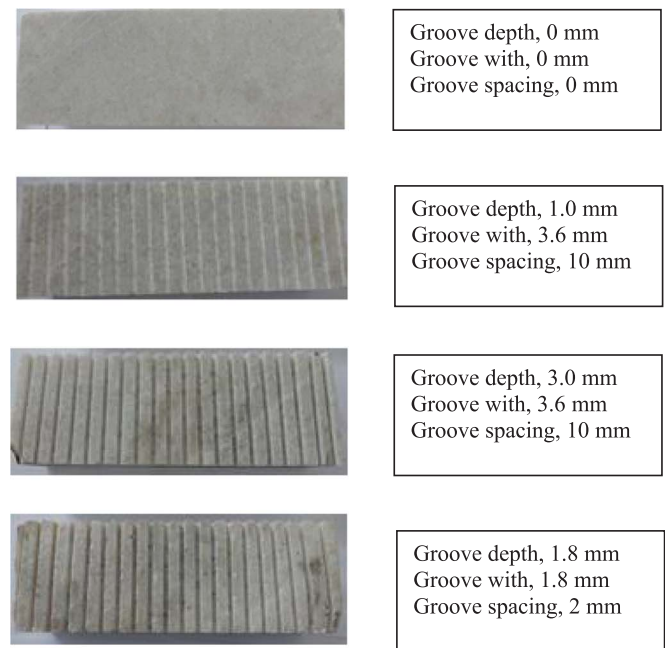 Groove depth, 0 mm
Groove with, 0 mm
Groove spacing, 0 mm
Groove depth, 1.0 mm
Groove with, 3.6 mm
Groove spacing, 10 mm
Groove depth, 3.0 mm
Groove with, 3.6 mm
Groove spacing, 10 mm
Groove depth, 1.8 mm
Groove with, 1.8 mm
Groove spacing, 2 mm